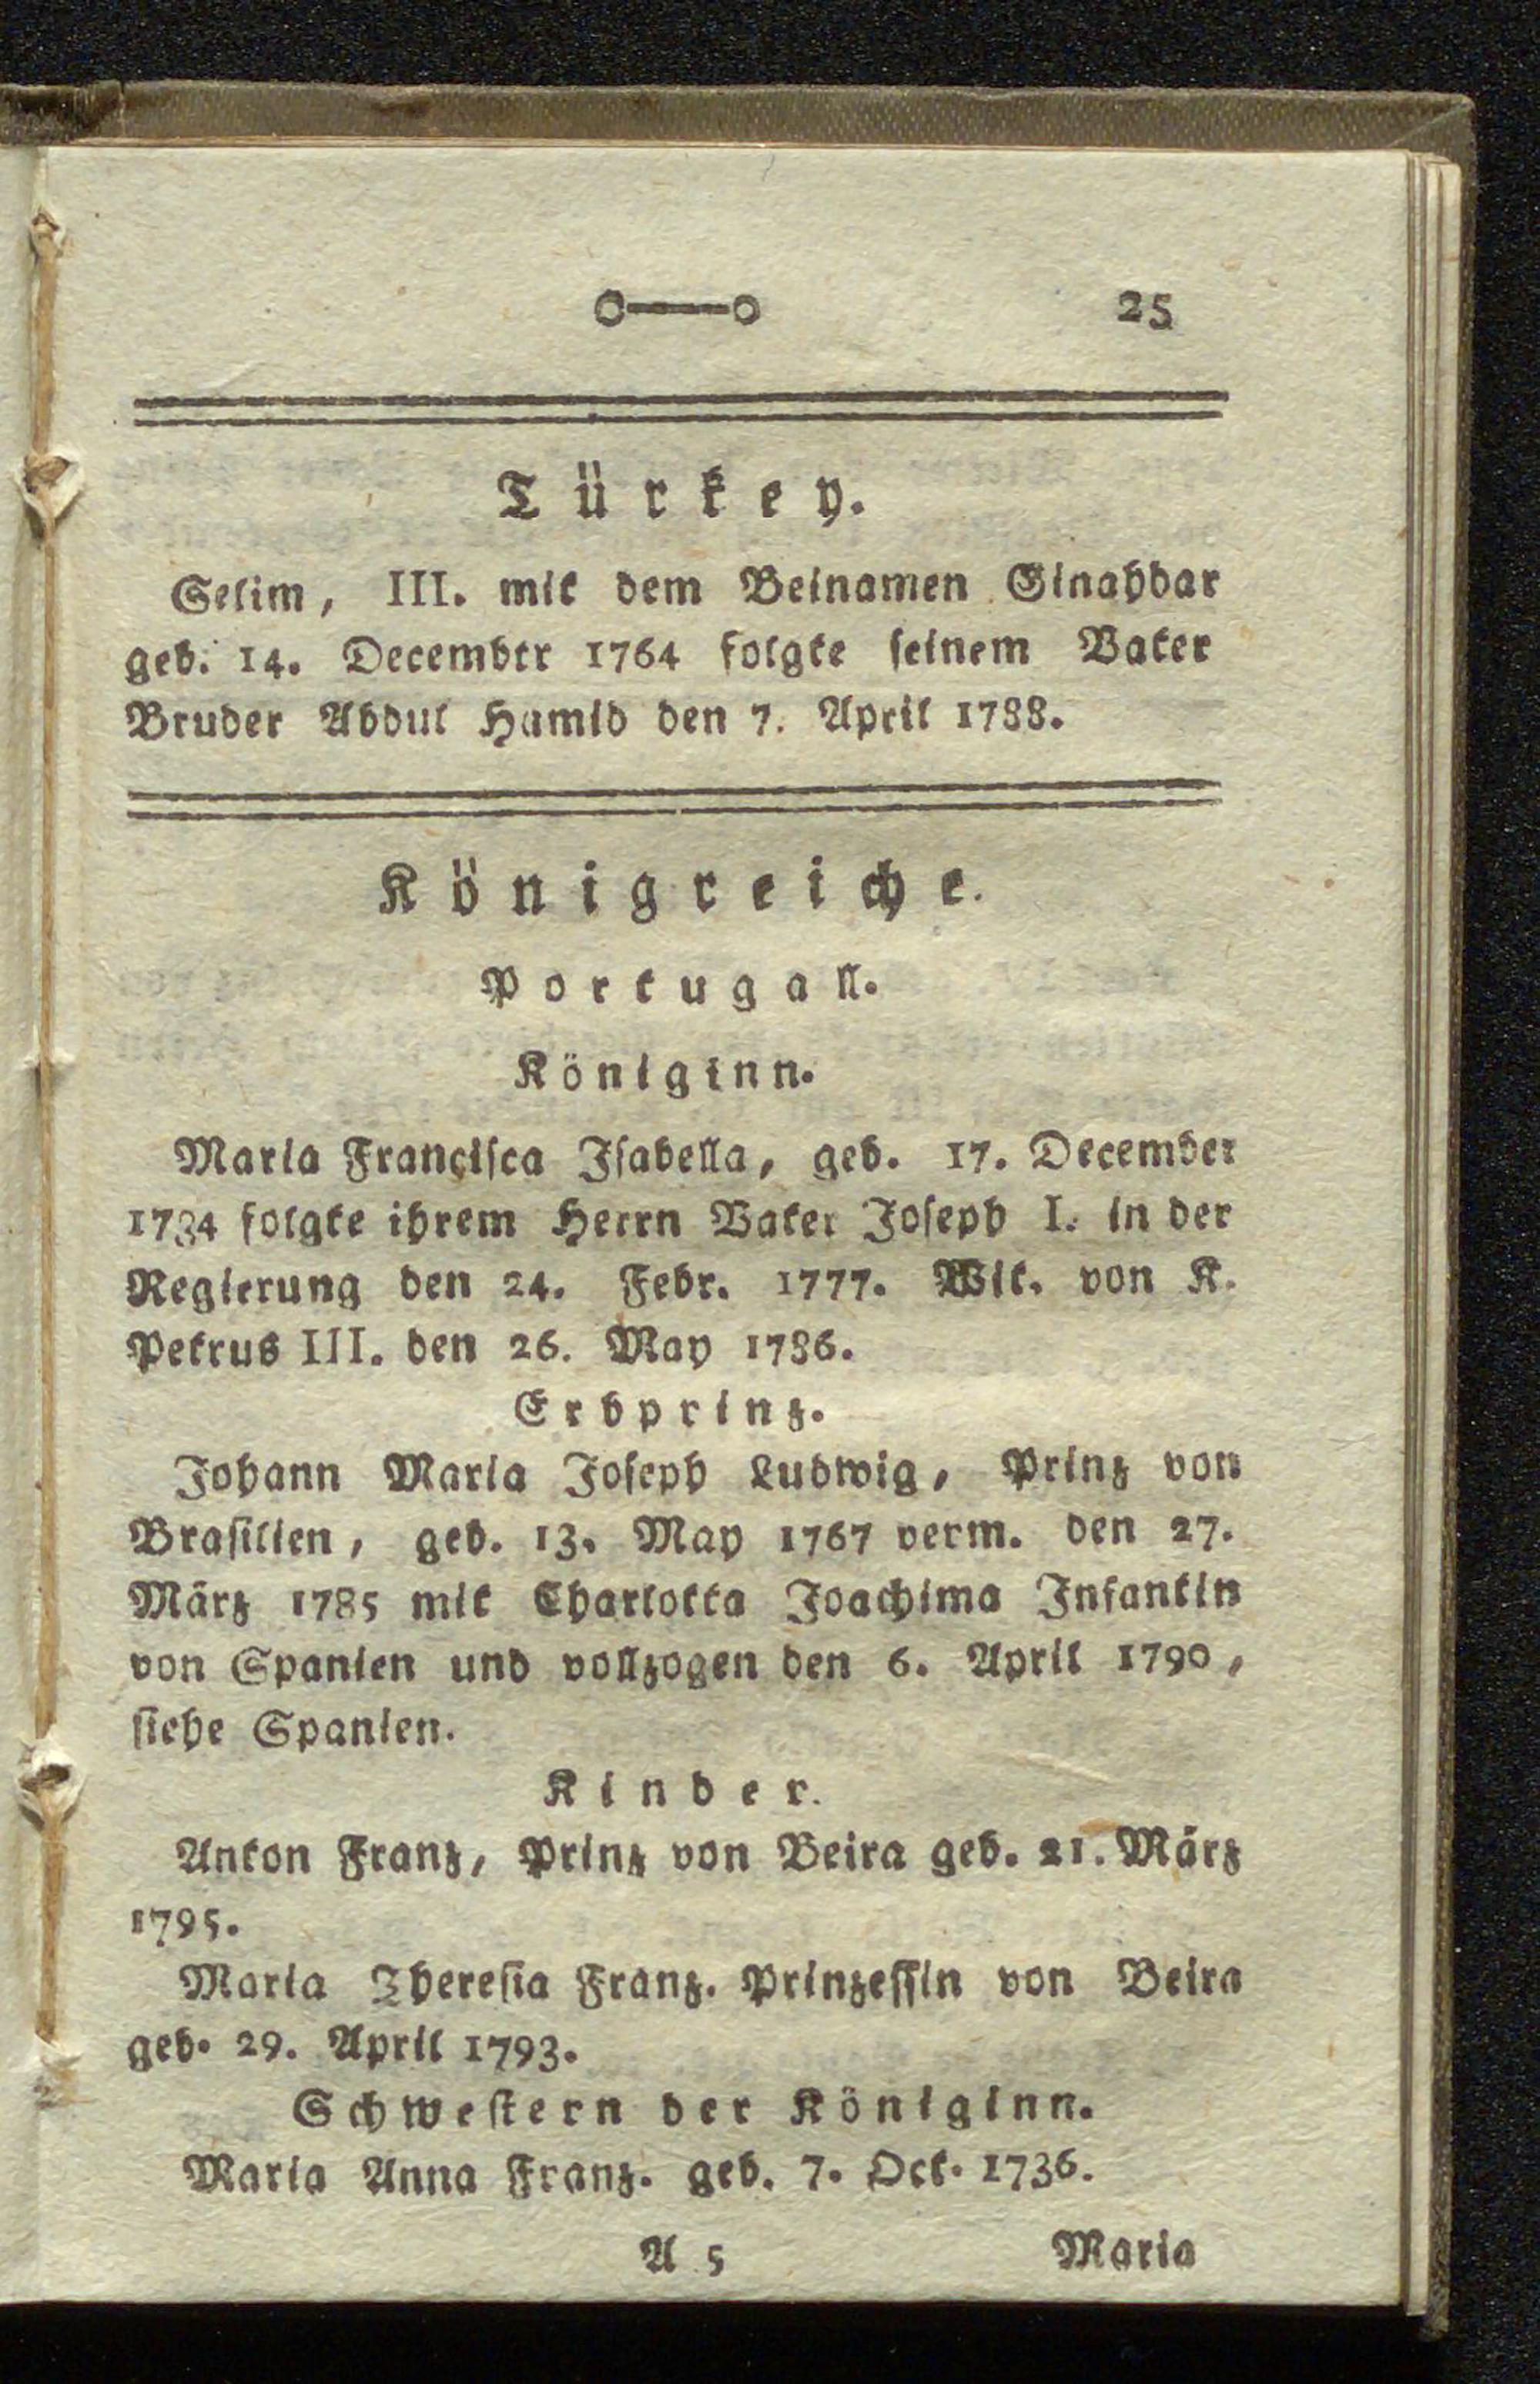 25
Türkey.
Selim, III. mit dem Beinamen Ginahdar
geb. 14. December 1764 folgte seinem Vater
Bruder Abdul Hamid den 7. April 1788.
Königreiche.
Portugall.
Königinn.
Maria Francisca Isabella, geb. 17. December
1734 folgte ihrem Herrn Vater Joseph I. in der
Regierung den 24. Febr. 1777. Wit. von K.
Petrus III. den 26. May 1786.
Erbprinz.
Johann Maria Joseph Ludwig, Prinz von
Brasilien, geb. 13. May 1767 verm. den 27.
März 1785 mit Charlotta Joachima Infantin
von Spanien und vollzogen den 6. April 1790,
siehe Spanien.
Kinder.
Anton Franz, Prinz von Beira geb. 21. März
1795.
Maria Theresia Franz. Prinzessin von Beira
geb. 29. April 1793.
Schwestern der Königinn.
Maria Anna Franz. geb. 7. Oct. 1736.
A 5 Maria